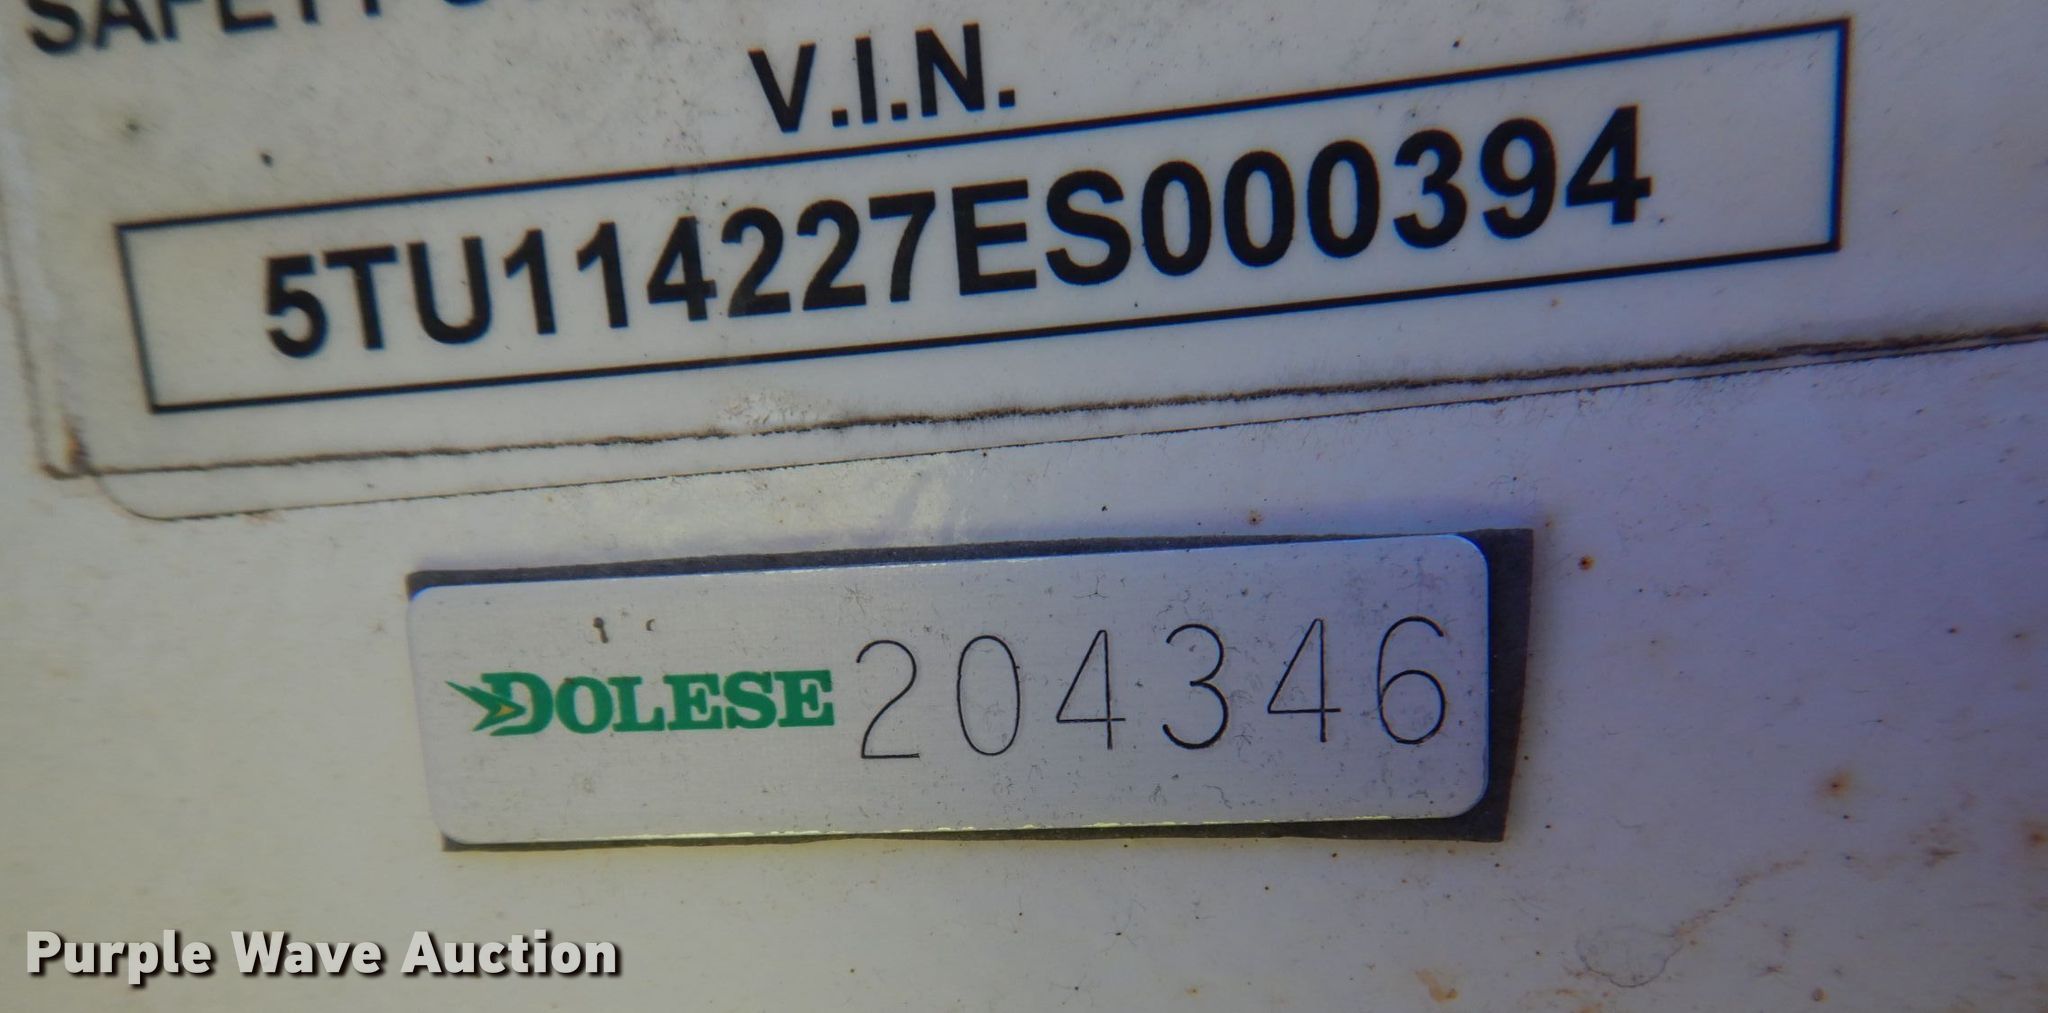 V.I.N.
5TU114227ES000394
DOLESE 204346
Purple Wave Auction